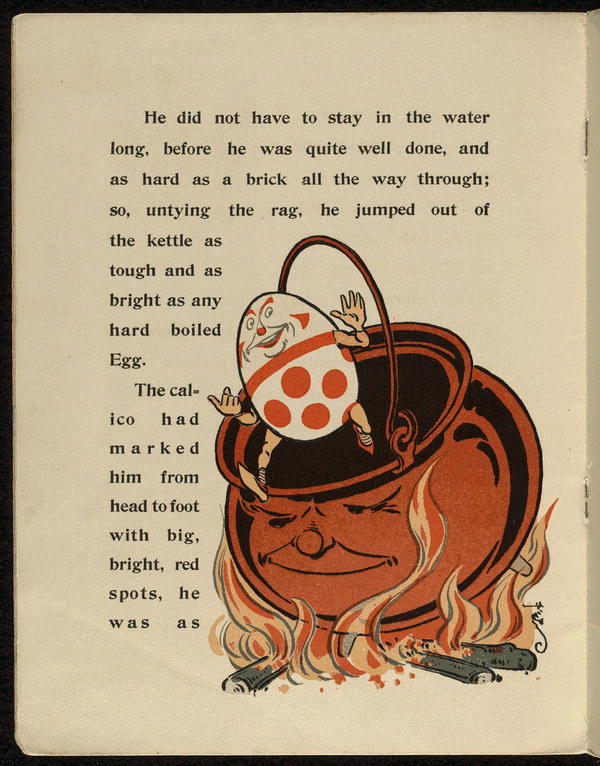 He did not have to stay in the water
long, before he was quite well done, and
as hard as a brick all the way through;
so, untying the rag, he jumped out of
the kettle as
tough and as
bright as any
hard boiled
Egg.
The cal=
ico had
marked
him from
head to foot
with big,
bright, red
spots, he
was as